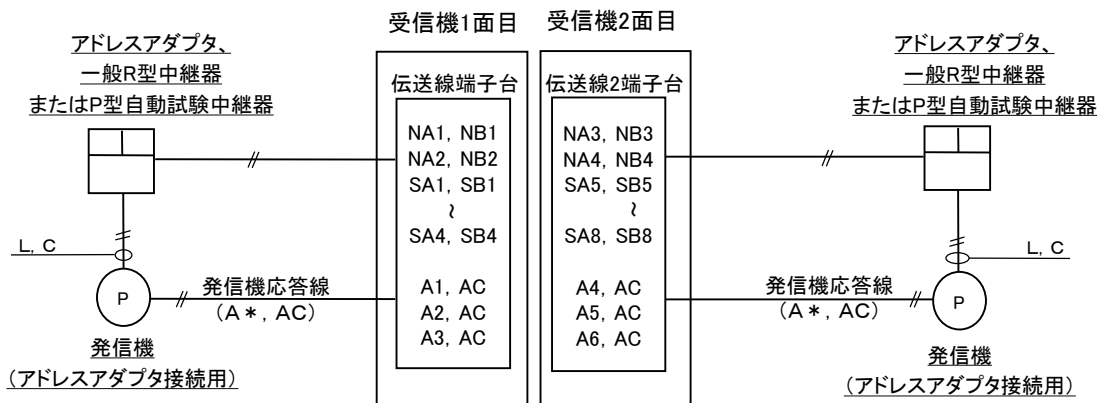 受信機1面目
受信機2面目
アドレスアダプタ、
一般R型中継器
またはP型自動試験中継器
伝送線端子台
NA1, NB1
NA2, NB2
SA1, SB1
~
SA4, SB4
A1, AC
A2, AC
A3, AC
伝送線2端子台
NA3, NB3
NA4, NB4
SA5, SB5
~
SA8, SB8
A4, AC
A5, AC
A6, AC
アドレスアダプタ、
一般R型中継器
またはP型自動試験中継器
L, C
P
発信機応答線
(A*, AC)
発信機
(アドレスアダプタ接続用)
L, C
P
発信機応答線
(A*, AC)
発信機
(アドレスアダプタ接続用)